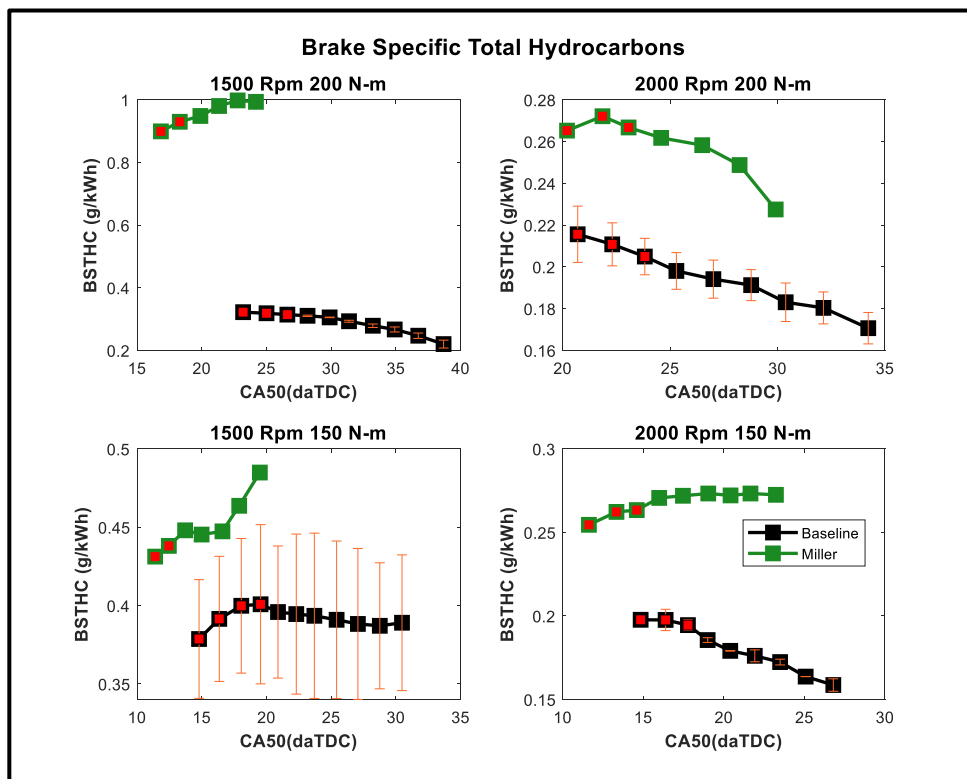 Brake Specific Total Hydrocarbons
1500 Rpm 200 N-m
1
0.8
0.6
0.4
0.2
BSTHC (g/kWh)
15 20 25 30 35 40
CA50(daTDC)
2000 Rpm 200 N-m
0.28
0.24
0.22
0.2
0.18
0.16
BSTHC (g/kWh)
20 25 30 35
CA50(daTDC)
1500 Rpm 150 N-m
0.5
0.45
0.4
0.35
BSTHC (g/kWh)
10 15 20 25 30 35
CA50(daTDC)
2000 Rpm 150 N-m
0.3
0.25
0.2
0.15
BSTHC (g/kWh)
Baseline
Miller
10 15 20 25 30
CA50(daTDC)